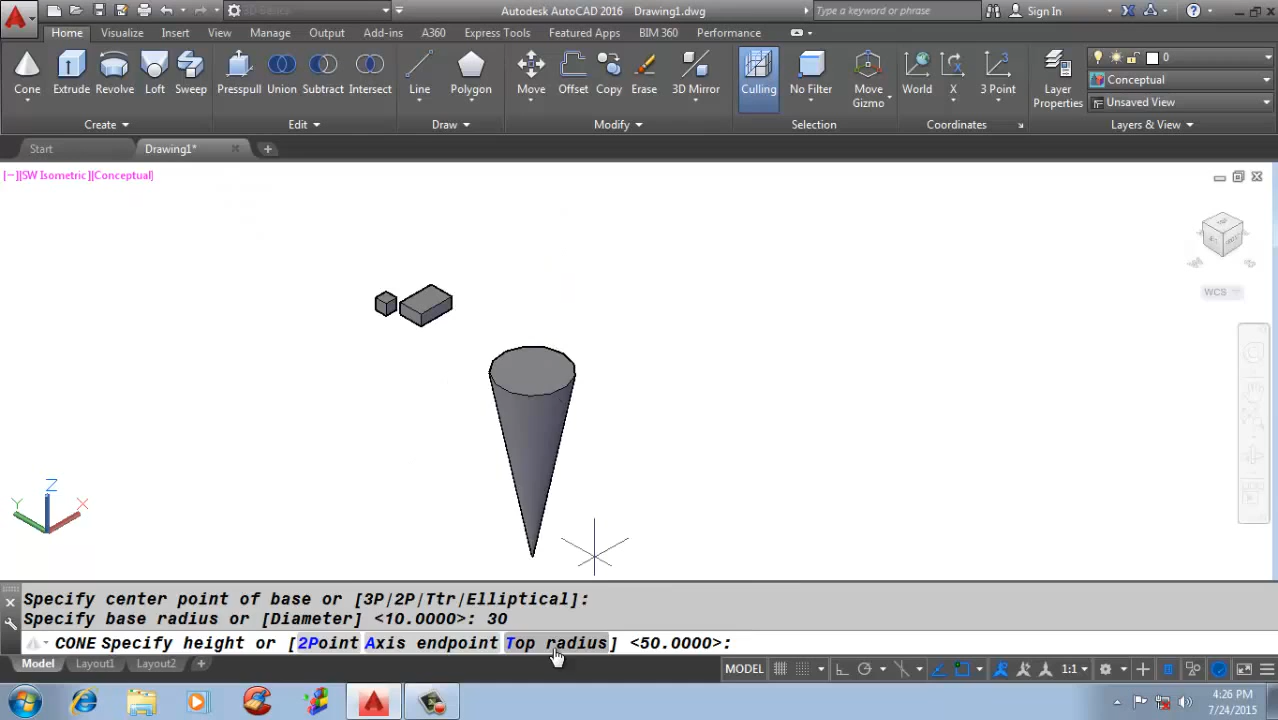 3D Basics
Autodesk AutoCAD 2016 Drawing1.dwg
Type a keyword or phrase
Sign In
Home Visualize Insert View Manage Output Add-ins A360 Express Tools Featured Apps BIM 360 Performance
0
Conceptual
Unsaved View
Cone Extrude Revolve Loft Sweep Presspull Union Subtract Intersect Line Polygon Move Offset Copy Erase 3D Mirror Culling No Filter Move Gizmo World X 3 Point Layer Properties
Create Edit Draw Modify Selection Coordinates Layers & View
Start Drawing1*
[−][SW Isometric][Conceptual]
TOP
WCS
Z
Y X
Specify center point of base or [3P/2P/Ttr/Elliptical]:
Specify base radius or [Diameter] <10.0000>: 30
CONE Specify height or [2Point Axis endpoint Top radius] <50.0000>:
Model Layout1 Layout2 +
MODEL 1:1
4:26 PM
7/24/2015